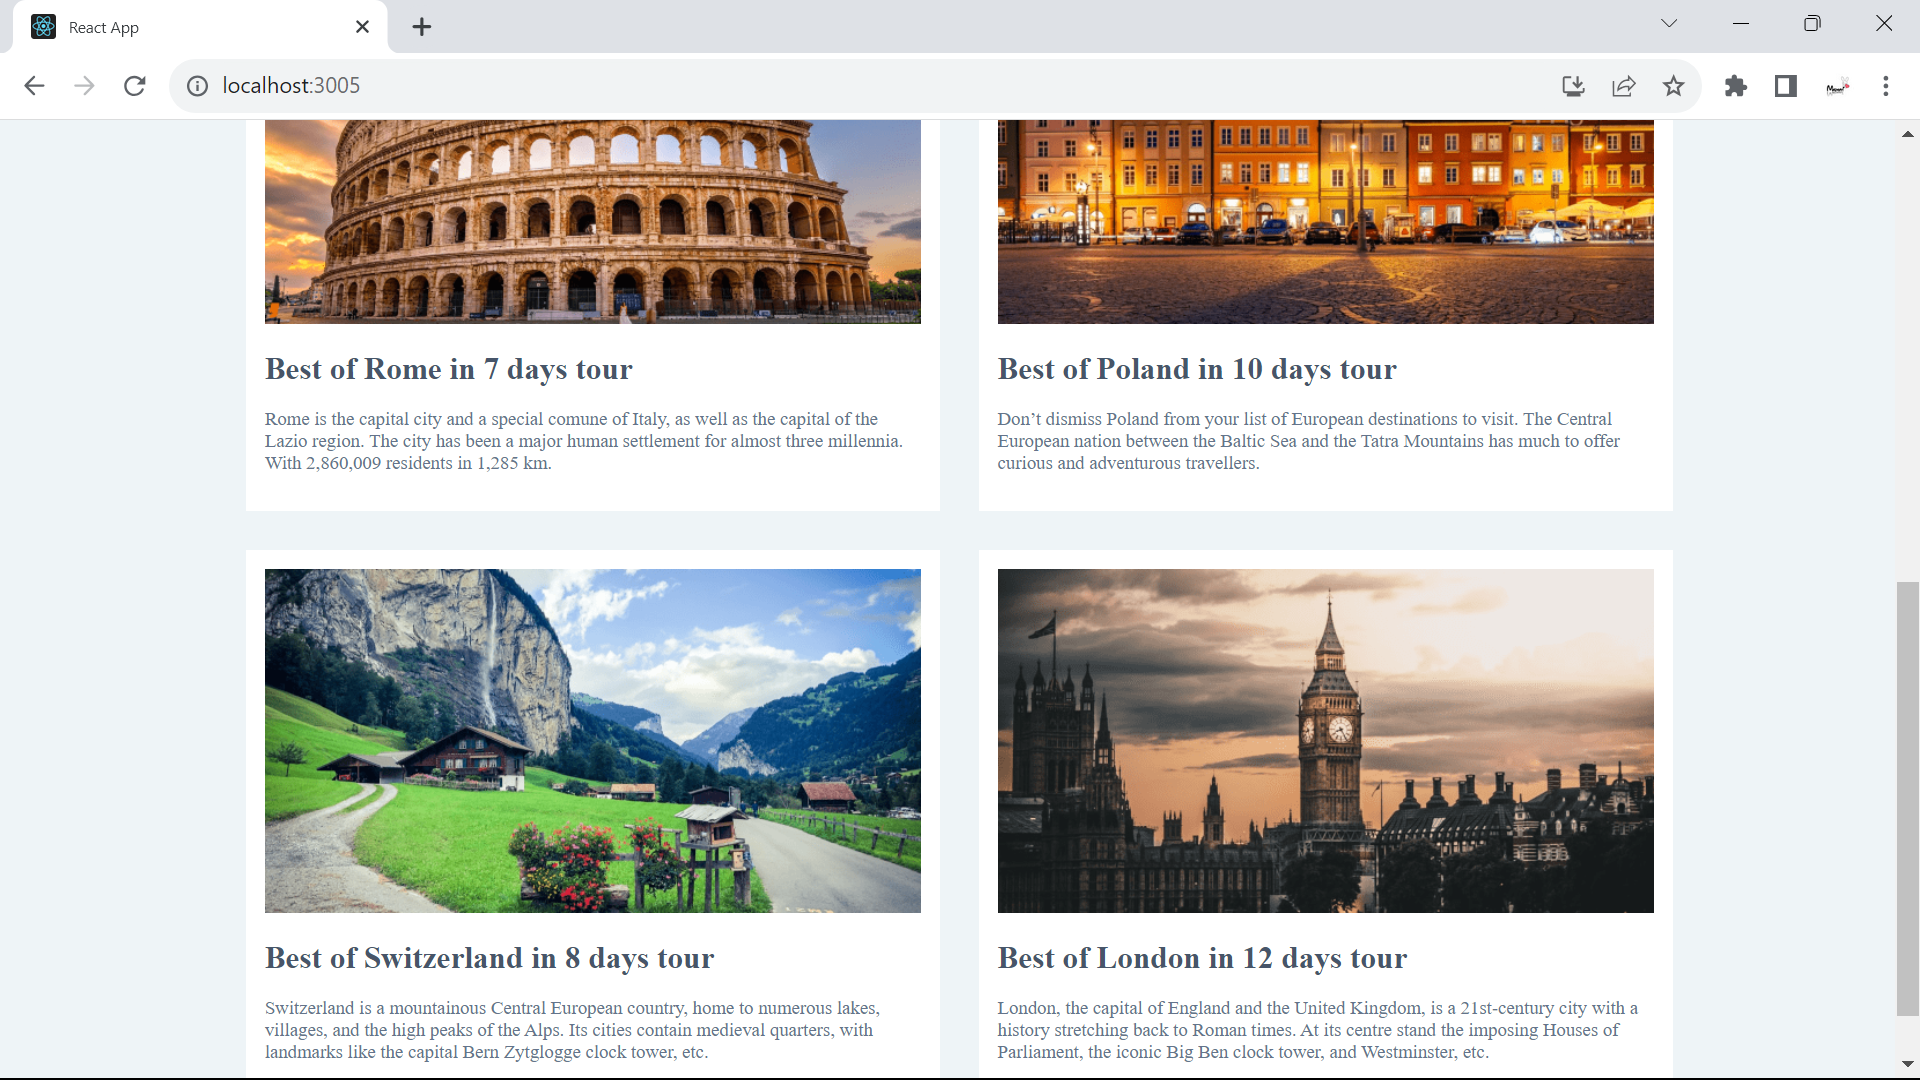 React App
localhost:3005
Best of Rome in 7 days tour
Rome is the capital city and a special comune of Italy, as well as the capital of the
Lazio region. The city has been a major human settlement for almost three millennia.
With 2,860,009 residents in 1,285 km.
Best of Poland in 10 days tour
Don’t dismiss Poland from your list of European destinations to visit. The Central
European nation between the Baltic Sea and the Tatra Mountains has much to offer
curious and adventurous travellers.
Best of Switzerland in 8 days tour
Switzerland is a mountainous Central European country, home to numerous lakes,
villages, and the high peaks of the Alps. Its cities contain medieval quarters, with
landmarks like the capital Bern Zytglogge clock tower, etc.
Best of London in 12 days tour
London, the capital of England and the United Kingdom, is a 21st-century city with a
history stretching back to Roman times. At its centre stand the imposing Houses of
Parliament, the iconic Big Ben clock tower, and Westminster, etc.